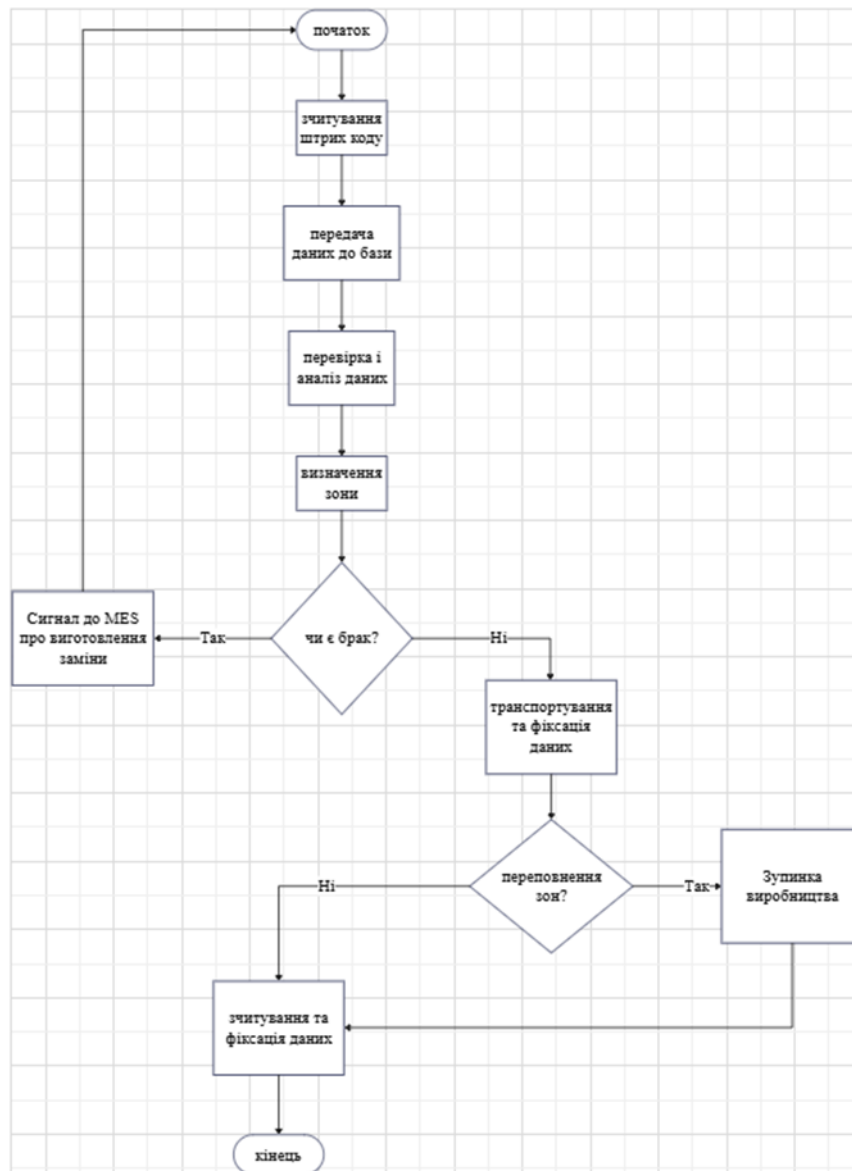 початок
зчитування
штрих коду
передача
даних до бази
перевірка і
аналіз даних
визначення
зони
Сигнал до MES
про виготовлення
заміни
Так
чи є брак?
Ні
транспортування
та фіксація
даних
переповнення
зон?
Ні
Так
Зупинка
виробництва
зчитування та
фіксація даних
кінець